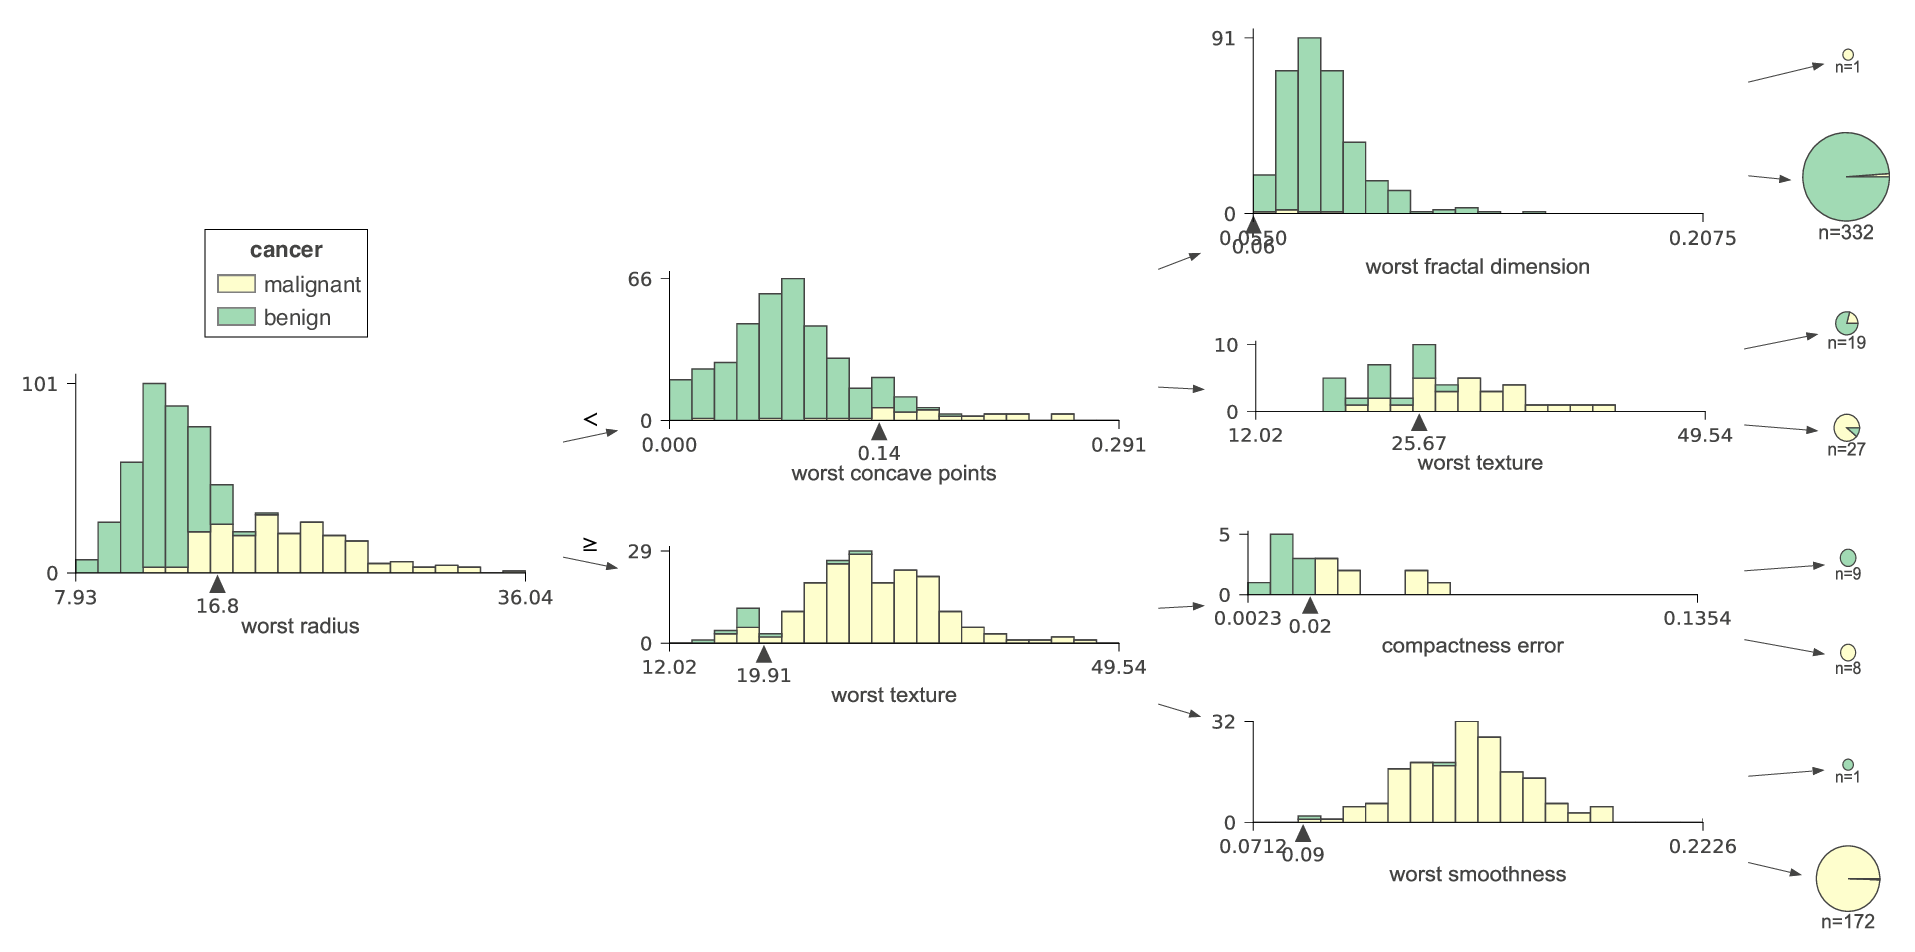 cancer
malignant
benign
101
0
7.93
16.8
36.04
worst radius
<
≥
66
0
0.000
0.14
0.291
worst concave points
29
0
12.02
19.91
49.54
worst texture
91
0
0.0550
0.06
0.2075
worst fractal dimension
10
0
12.02
25.67
49.54
worst texture
5
0
0.0023
0.02
0.1354
compactness error
32
0
0.0712
0.09
0.2226
worst smoothness
n=1
n=332
n=19
n=27
n=9
n=8
n=1
n=172